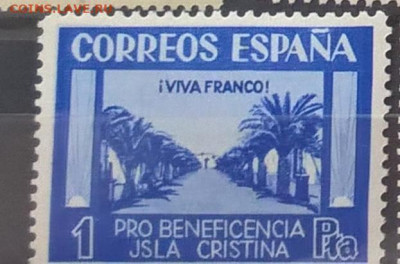 COINS.LAVE.RU
CORREOS ESPAÑA
¡VIVA FRANCO!
1 PRO BENEFICENCIA Pta
JSLA CRISTINA